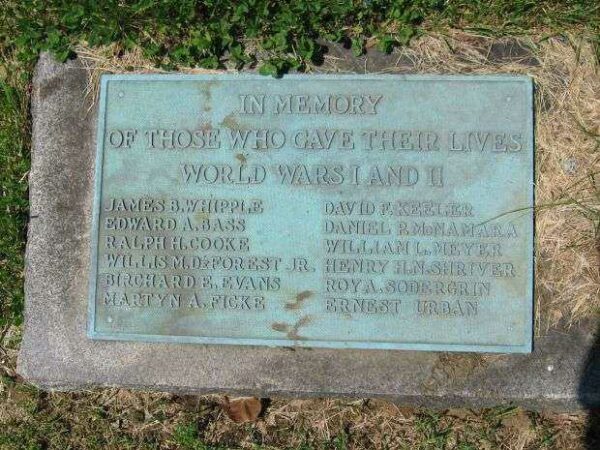 IN MEMORY
OF THOSE WHO GAVE THEIR LIVES
WORLD WARS I AND II
JAMES B. WHIPPLE
EDWARD A. BASS
RALPH H. COOKE
WILLIS M. DeFOREST JR.
BIRCHARD E. EVANS
MARTYN A. FICKE
DAVID F. KEELER
DANIEL P. McNAMARA
WILLIAM L. MEYER
HENRY H.N. SHRIVER
ROY A. SODERGRIN
ERNEST URBAN